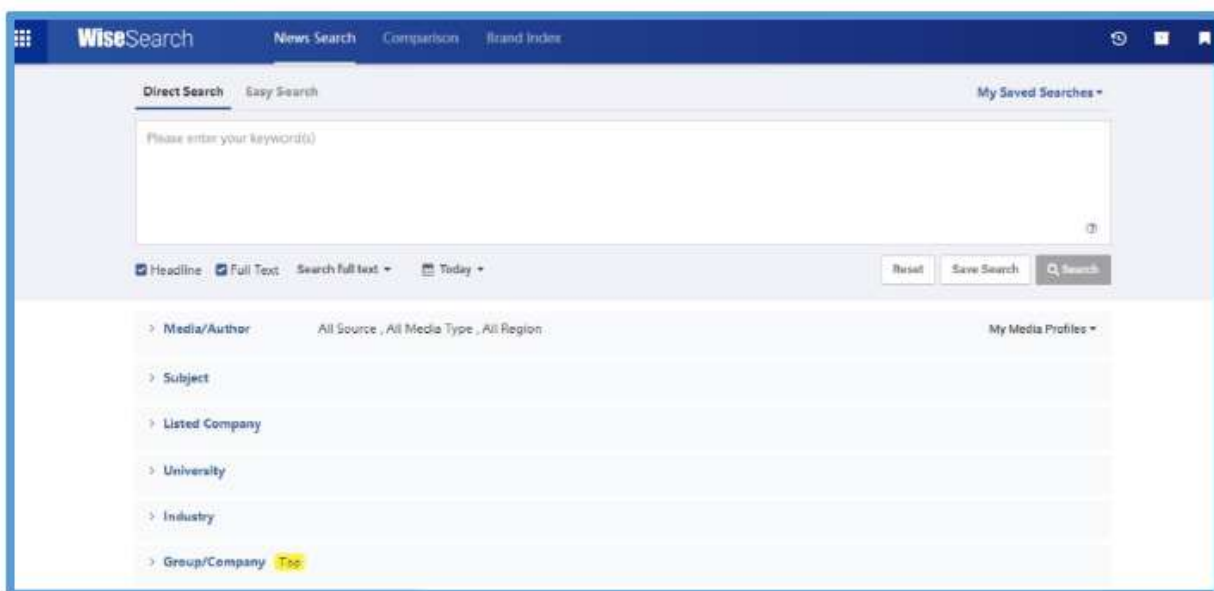 WiseSearch News Search Comparison Brand Index
Direct Search Easy Search My Saved Searches
Please enter your keyword(s)
Headline Full Text Search full text Today Reset Save Search Search
> Media/Author All Source , All Media Type , All Region My Media Profiles
> Subject
> Listed Company
> University
> Industry
> Group/Company Top